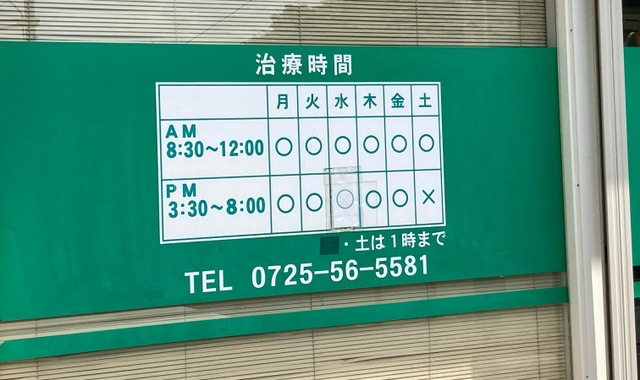 治療時間
月 火 水 木 金 土
AM
8:30~12:00 ○ ○ ○ ○ ○ ○
PM
3:30~8:00 ○ ○ ○ ○ ○ ×
・土は1時まで
TEL 0725-56-5581